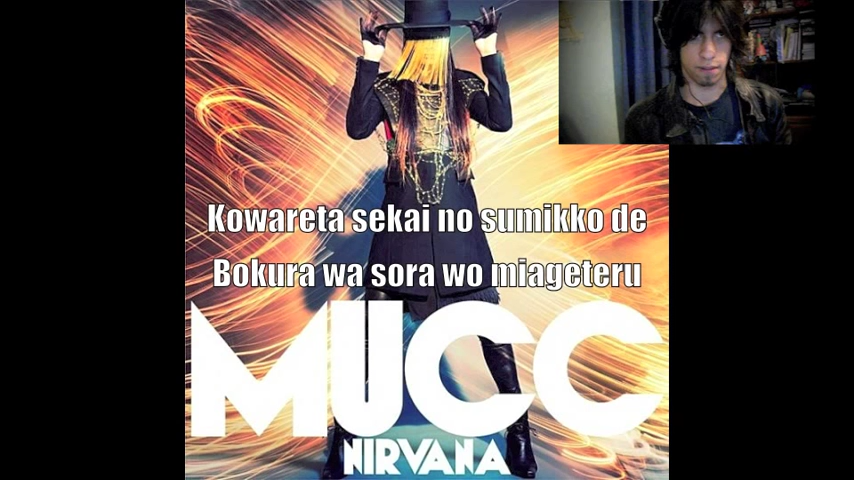 Kowareta sekai no sumikko de
Bokura wa sora wo miageteru
MUCC
NIRVANA